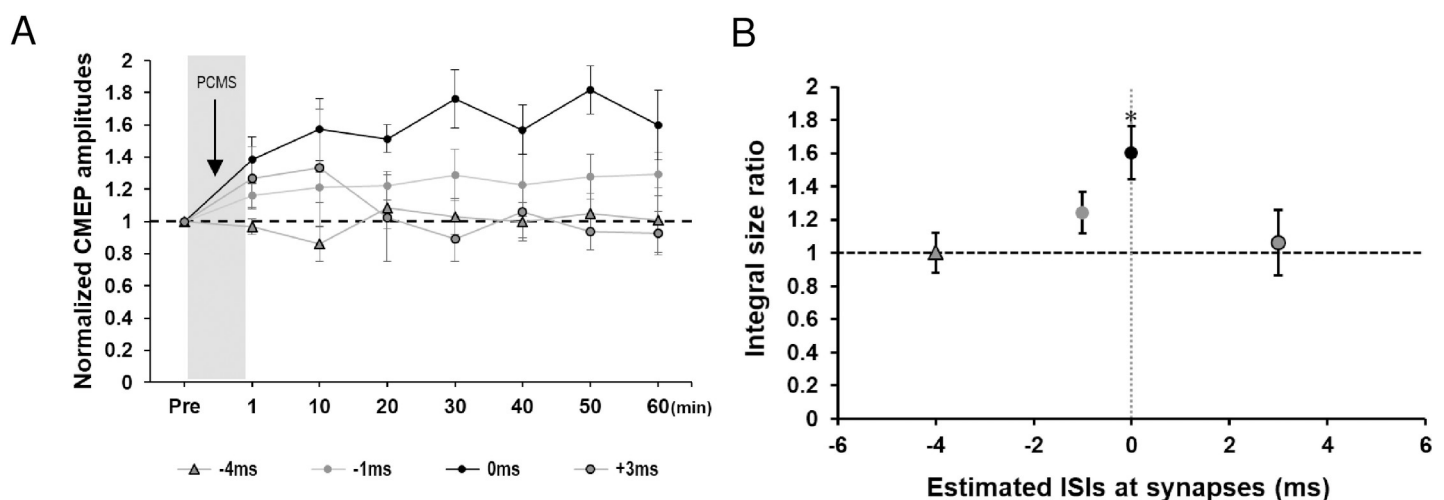 A
Normalized CMEP amplitudes
2
1.8
1.6
1.4
1.2
1
0.8
0.6
0.4
0.2
0
PCMS
Pre 1 10 20 30 40 50 60(min)
-4ms -1ms 0ms +3ms
B
Integral size ratio
2
1.8
1.6
1.4
1.2
1
0.8
0.6
0.4
0.2
0
*
-6 -4 -2 0 2 4 6
Estimated ISIs at synapses (ms)